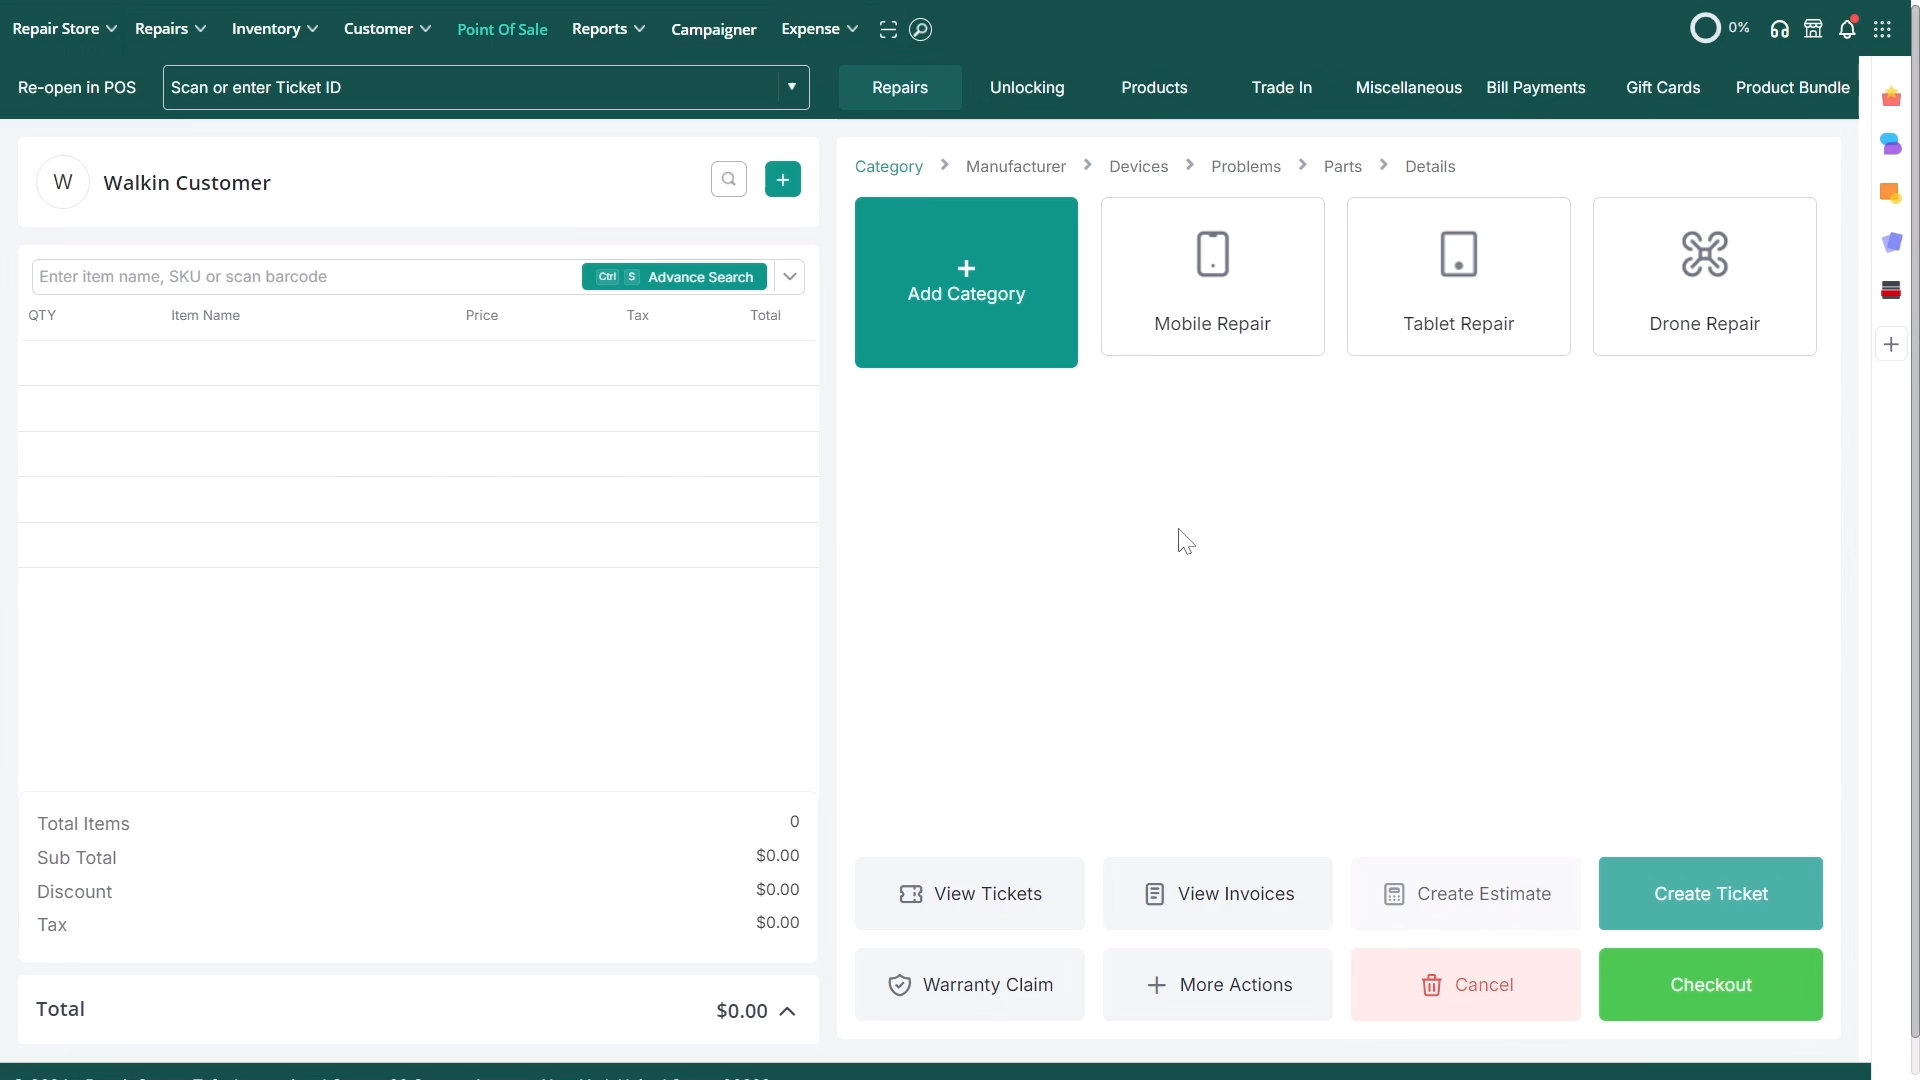 Repair Store Repairs Inventory Customer Point Of Sale Reports Campaigner Expense 0%
Re-open in POS Scan or enter Ticket ID Repairs Unlocking Products Trade In Miscellaneous Bill Payments Gift Cards Product Bundle
W Walkin Customer +
Category Manufacturer Devices Problems Parts Details
Enter item name, SKU or scan barcode Ctrl S Advance Search
QTY Item Name Price Tax Total
+
Add Category
Mobile Repair
Tablet Repair
Drone Repair
Total Items 0
Sub Total $0.00
Discount $0.00
Tax $0.00
Total $0.00
View Tickets View Invoices Create Estimate Create Ticket
Warranty Claim More Actions Cancel Checkout